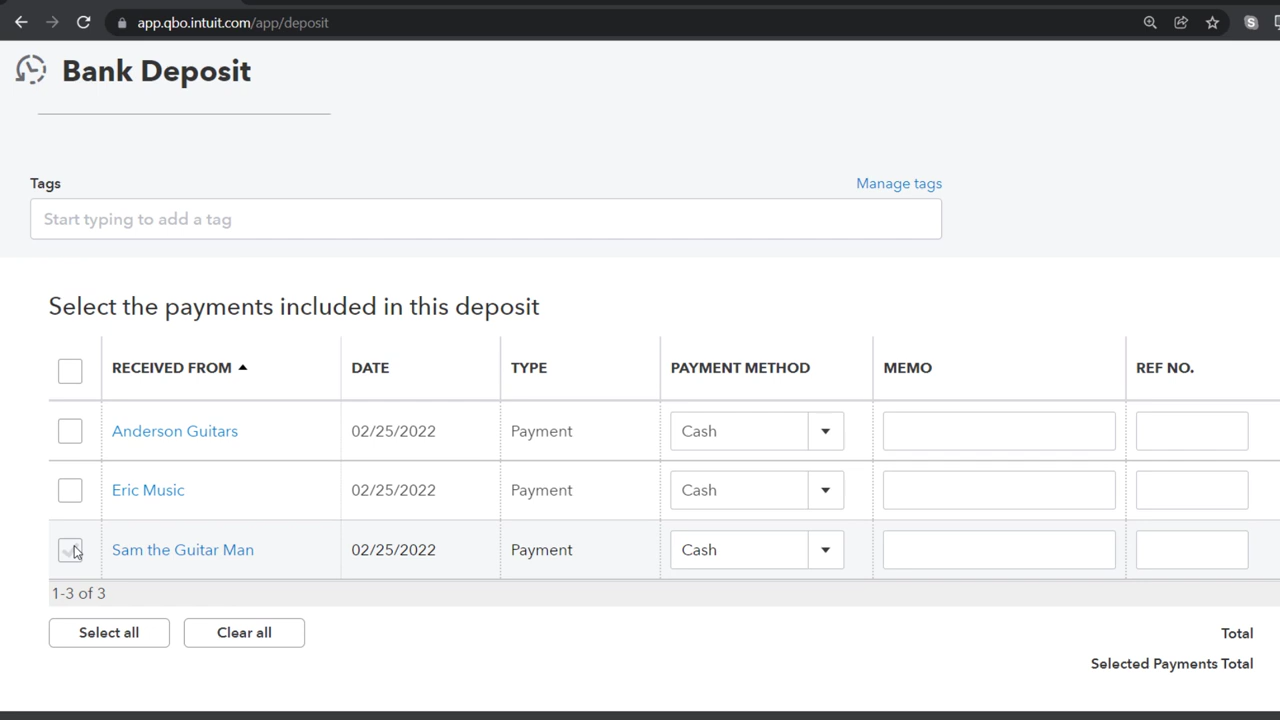 app.qbo.intuit.com/app/deposit
S
Bank Deposit
Tags
Manage tags
Start typing to add a tag
Select the payments included in this deposit
RECEIVED FROM DATE TYPE PAYMENT METHOD MEMO REF NO.
Anderson Guitars 02/25/2022 Payment Cash
Eric Music 02/25/2022 Payment Cash
Sam the Guitar Man 02/25/2022 Payment Cash
1-3 of 3
Select all Clear all Total
Selected Payments Total